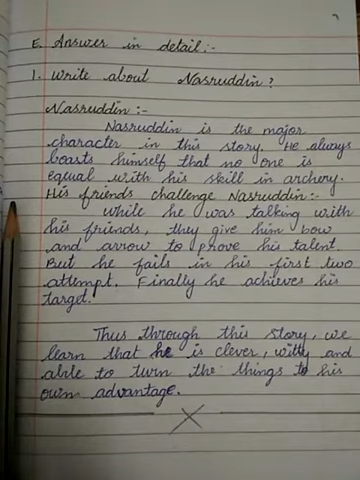 E. Answer in detail:-
1. Write about Nasruddin?
Nasruddin :-
Nasruddin is the major
character in this story. He always
boasts himself that no one is
equal with his skill in archery.
His friends challenge Nasruddin:-
While he was talking with
his friends, they give him bow
and arrow to prove his talent.
But he fails in his first two
attempt. Finally he achieves his
target.
Thus through this story, we
learn that he is clever, witty and
able to turn the things to his
own advantage.